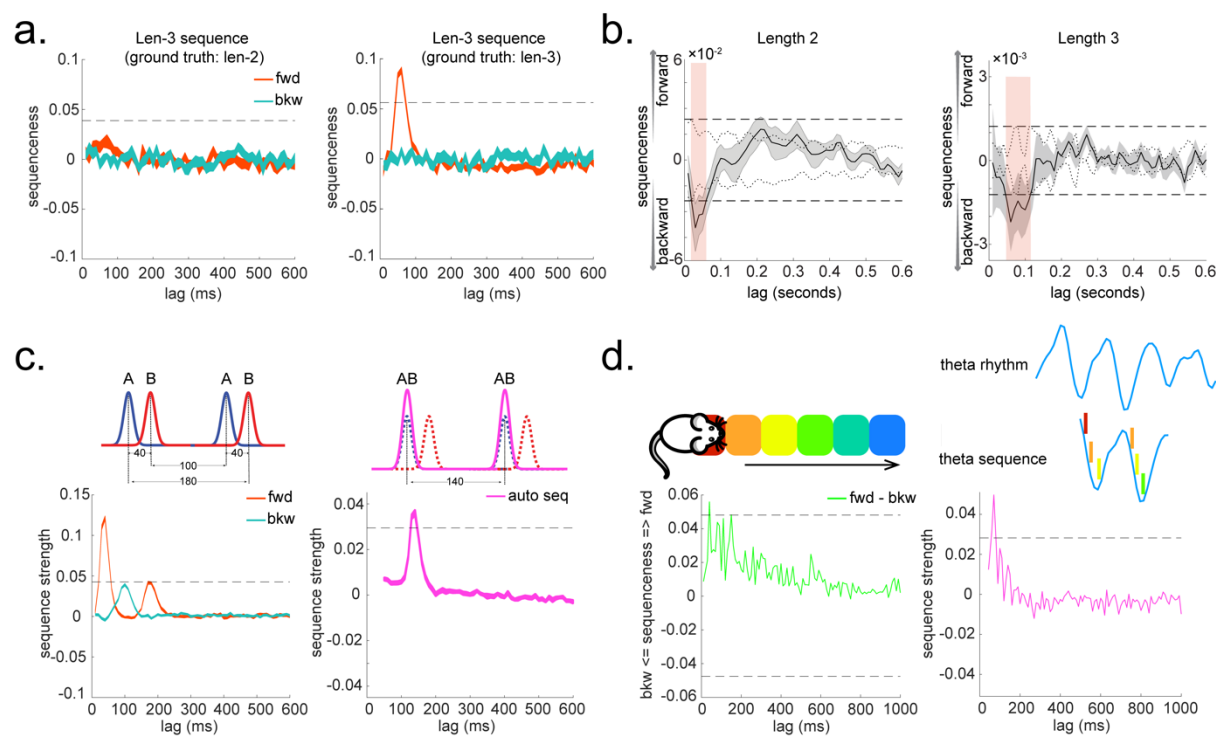 a.
Len-3 sequence
(ground truth: len-2)
fwd
bkw
sequenceness
0.1
0.05
0
-0.05
-0.1
0 100 200 300 400 500 600
lag (ms)
Len-3 sequence
(ground truth: len-3)
sequenceness
0.1
0.05
0
-0.05
-0.1
0 100 200 300 400 500 600
lag (ms)
b.
Length 2
×10-2
forward
backward
sequenceness
6
0
-6
0 0.1 0.2 0.3 0.4 0.5 0.6
lag (seconds)
Length 3
×10-3
forward
backward
sequenceness
3
0
-3
0 0.1 0.2 0.3 0.4 0.5 0.6
lag (seconds)
c.
A B A B
40 40
100
180
fwd
bkw
sequence strength
0.15
0.1
0.05
0
0.05
0.1
0 100 200 300 400 500 600
lag (ms)
AB AB
140
auto seq
sequence strength
0.04
0.02
0
-0.02
-0.04
0 100 200 300 400 500 600
lag (ms)
d.
theta rhythm
theta sequence
fwd - bkw
bkw <= sequenceness => fwd
0.06
0.04
0.02
0
0.02
0.04
0.06
0 200 400 600 800 1000
lag (ms)
sequence strength
0.04
0.02
0
-0.02
-0.04
0 200 400 600 800 1000
lag (ms)